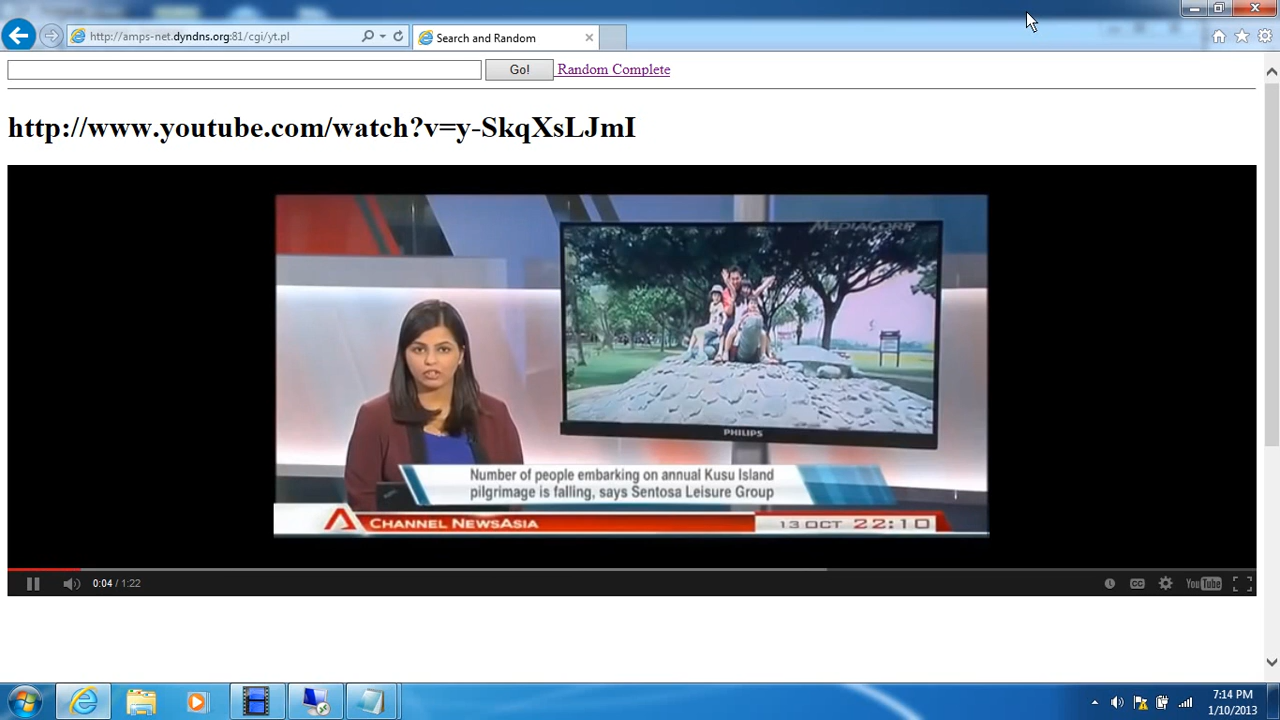 http://amps-net.dyndns.org:81/cgi/yt.pl
Search and Random
Go!
Random Complete
http://www.youtube.com/watch?v=y-SkqXsLJmI
MEDIACORP
PHILIPS
Number of people embarking on annual Kusu Island
pilgrimage is falling, says Sentosa Leisure Group
CHANNEL NEWSASIA
13 OCT 22:10
0:04 / 1:22
CC
YouTube
7:14 PM
1/10/2013